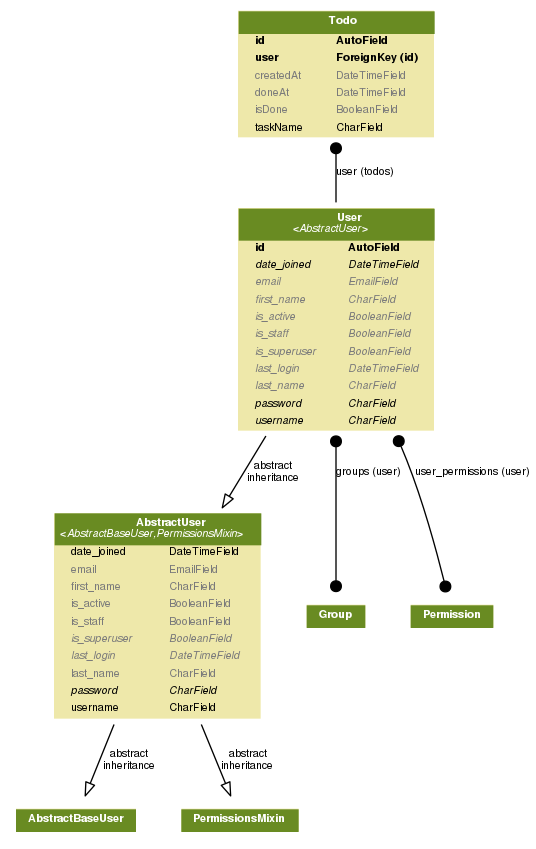 Todo
id AutoField
user ForeignKey (id)
createdAt DateTimeField
doneAt DateTimeField
isDone BooleanField
taskName CharField
user (todos)
User
<AbstractUser>
id AutoField
date_joined DateTimeField
email EmailField
first_name CharField
is_active BooleanField
is_staff BooleanField
is_superuser BooleanField
last_login DateTimeField
last_name CharField
password CharField
username CharField
abstract
inheritance
groups (user)
user_permissions (user)
AbstractUser
<AbstractBaseUser,PermissionsMixin>
date_joined DateTimeField
email EmailField
first_name CharField
is_active BooleanField
is_staff BooleanField
is_superuser BooleanField
last_login DateTimeField
last_name CharField
password CharField
username CharField
Group
Permission
abstract
inheritance
abstract
inheritance
AbstractBaseUser
PermissionsMixin